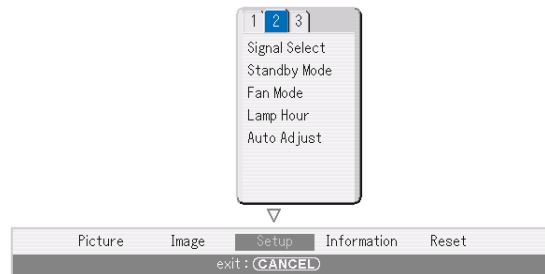 1 2 3
Signal Select
Standby Mode
Fan Mode
Lamp Hour
Auto Adjust
Picture Image Setup Information Reset
exit : CANCEL